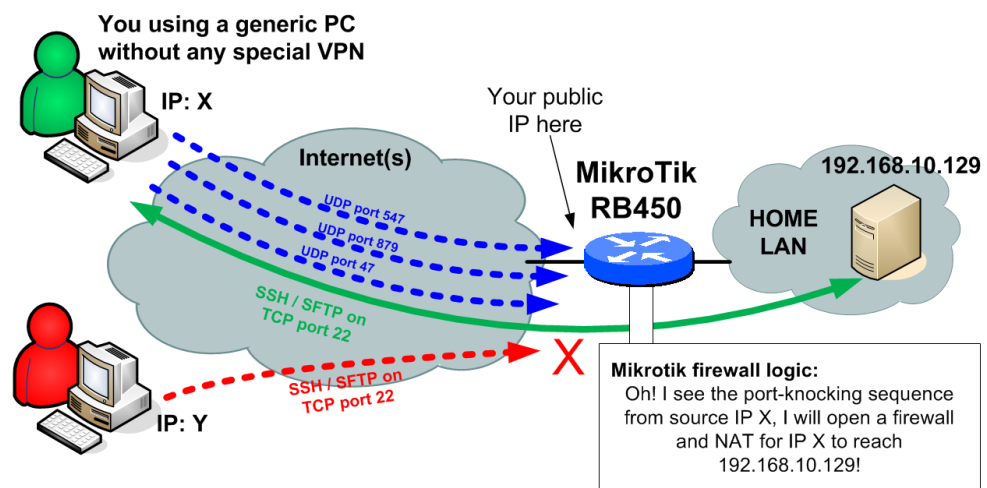 You using a generic PC
without any special VPN
IP: X
Your public
IP here
Internet(s)
192.168.10.129
MikroTik
RB450
HOME
LAN
UDP port 547
UDP port 879
UDP port 47
SSH / SFTP on
TCP port 22
X
SSH / SFTP on
TCP port 22
IP: Y
Mikrotik firewall logic:
Oh! I see the port-knocking sequence
from source IP X, I will open a firewall
and NAT for IP X to reach
192.168.10.129!